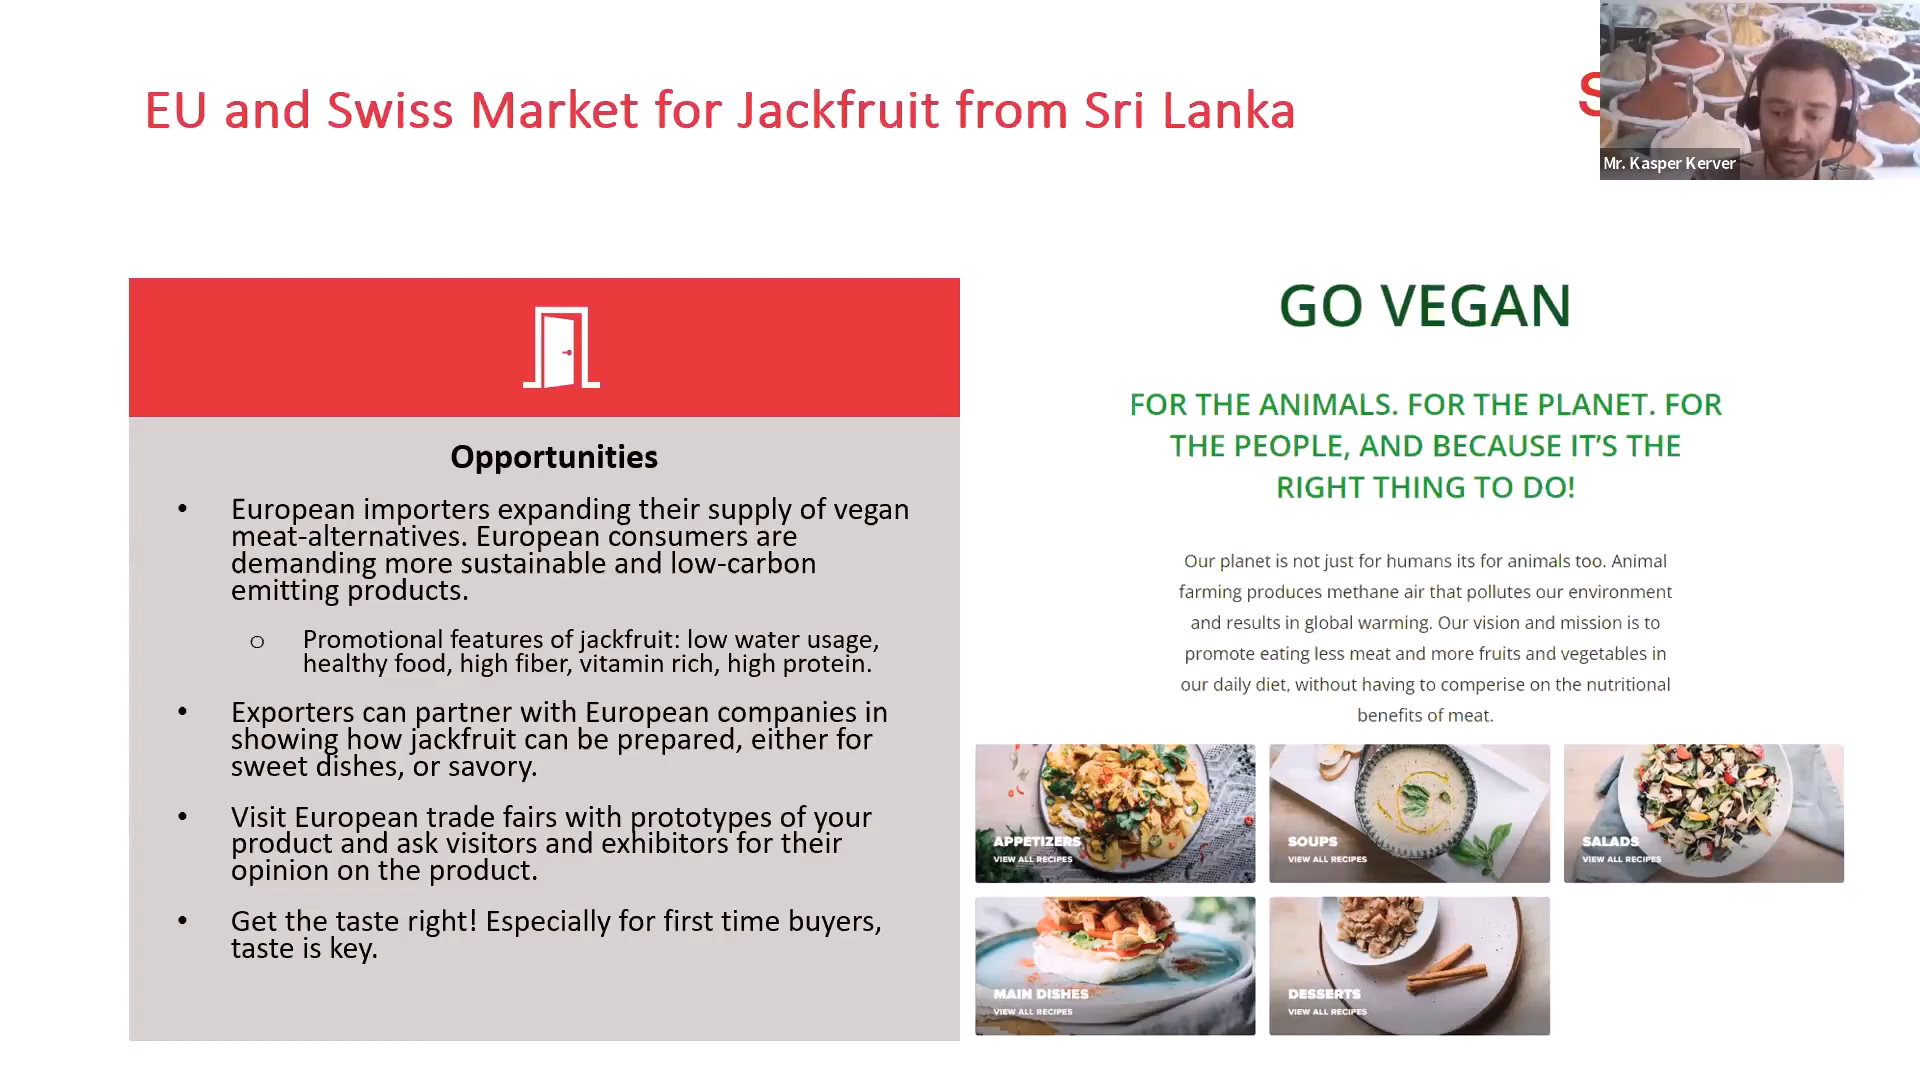 EU and Swiss Market for Jackfruit from Sri Lanka
S
Mr. Kasper Kerver
Opportunities
• European importers expanding their supply of vegan
meat-alternatives. European consumers are
demanding more sustainable and low-carbon
emitting products.
o Promotional features of jackfruit: low water usage,
healthy food, high fiber, vitamin rich, high protein.
• Exporters can partner with European companies in
showing how jackfruit can be prepared, either for
sweet dishes, or savory.
• Visit European trade fairs with prototypes of your
product and ask visitors and exhibitors for their
opinion on the product.
• Get the taste right! Especially for first time buyers,
taste is key.
GO VEGAN
FOR THE ANIMALS. FOR THE PLANET. FOR
THE PEOPLE, AND BECAUSE IT’S THE
RIGHT THING TO DO!
Our planet is not just for humans its for animals too. Animal
farming produces methane air that pollutes our environment
and results in global warming. Our vision and mission is to
promote eating less meat and more fruits and vegetables in
our daily diet, without having to comperise on the nutritional
benefits of meat.
APPETIZERS
VIEW ALL RECIPES
SOUPS
VIEW ALL RECIPES
SALADS
VIEW ALL RECIPES
MAIN DISHES
VIEW ALL RECIPES
DESSERTS
VIEW ALL RECIPES